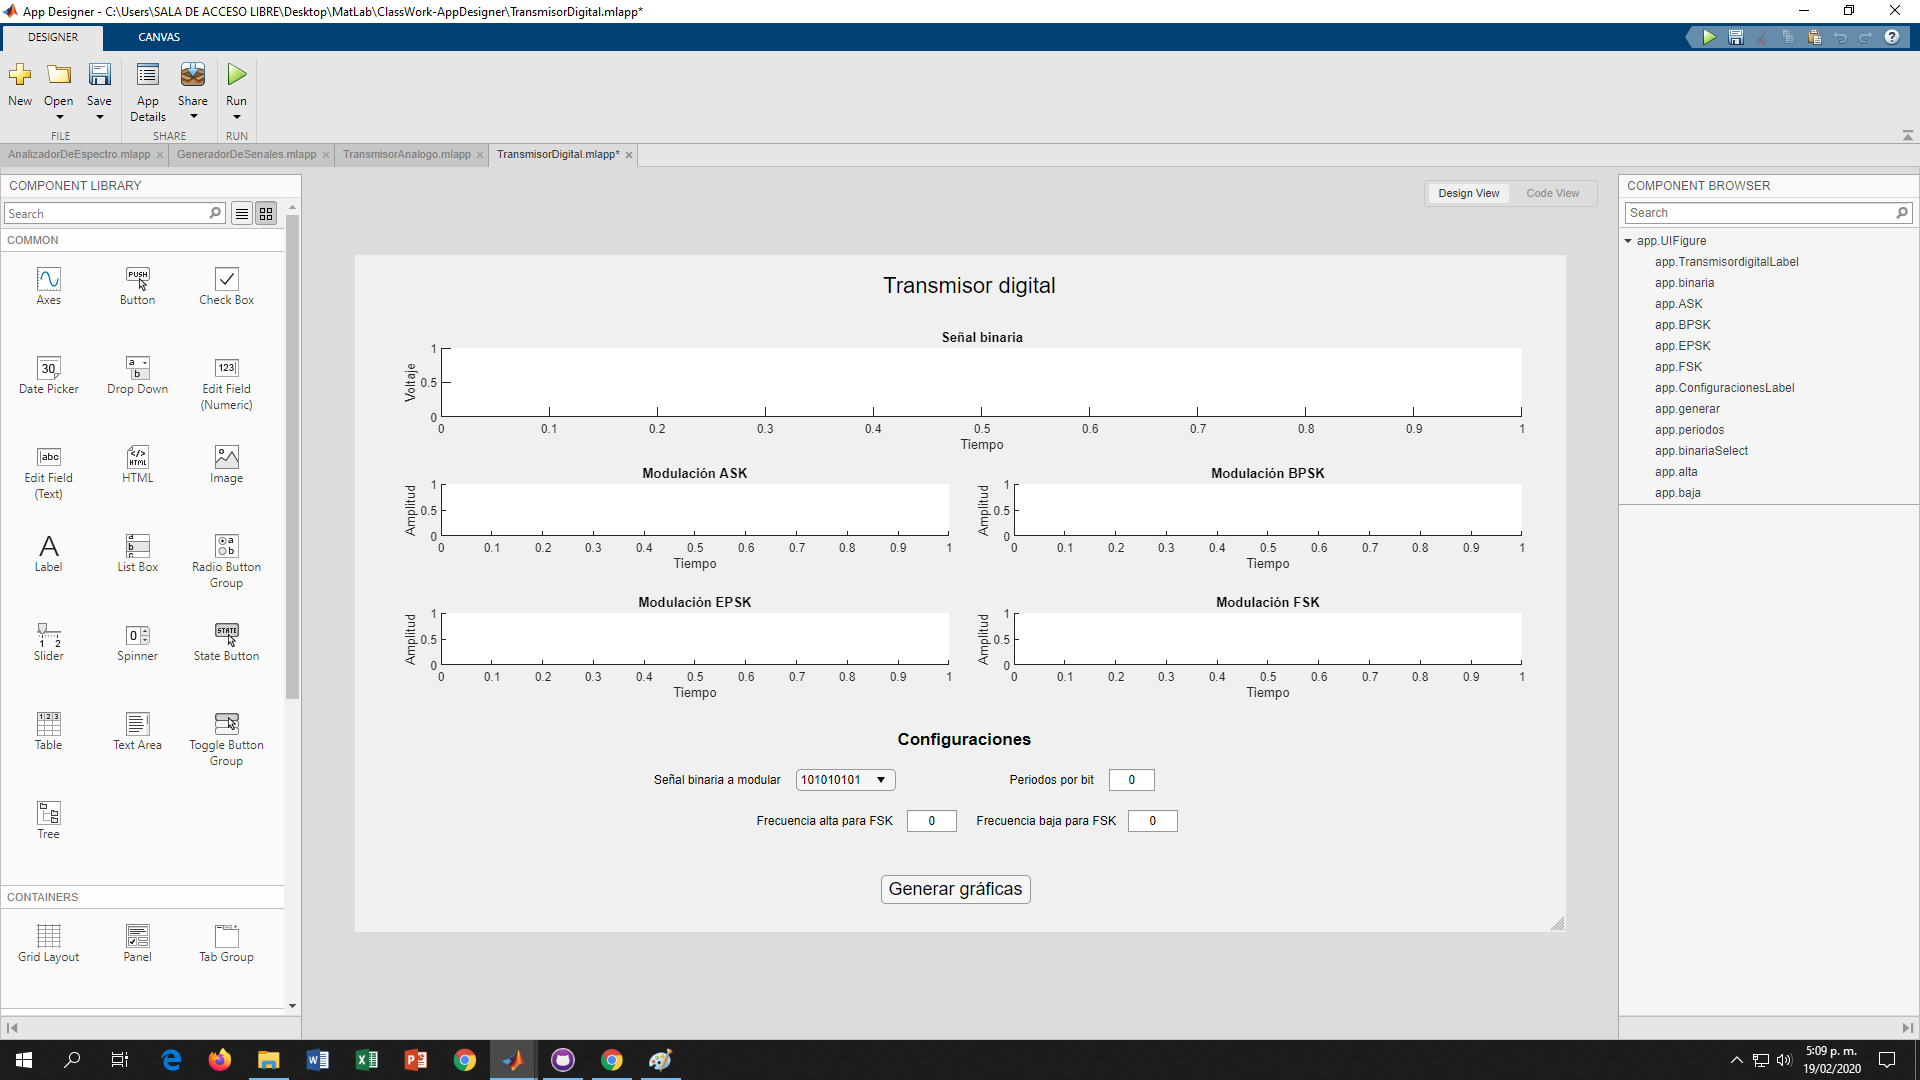 App Designer - C:\Users\SALA DE ACCESO LIBRE\Desktop\MatLab\ClassWork-AppDesigner\TransmisorDigital.mlapp*
DESIGNER CANVAS
New Open Save App Details Share Run
FILE SHARE RUN
AnalizadorDeEspectro.mlapp GeneradorDeSenales.mlapp TransmisorAnalogo.mlapp TransmisorDigital.mlapp*
COMPONENT LIBRARY
Search
COMMON
PUSH
Axes Button Check Box
30 a b 123
Date Picker Drop Down Edit Field (Numeric)
abc </> HTML
Edit Field (Text) HTML Image
A a b c a b
Label List Box Radio Button Group
1 2 0 STATE
Slider Spinner State Button
1 2 3
Table Text Area Toggle Button Group
Tree
CONTAINERS
Grid Layout Panel Tab Group
Design View Code View
Transmisor digital
Señal binaria
Voltaje
1
0.5
0
0 0.1 0.2 0.3 0.4 0.5 0.6 0.7 0.8 0.9 1
Tiempo
Modulación ASK
Amplitud
1
0.5
0
0 0.1 0.2 0.3 0.4 0.5 0.6 0.7 0.8 0.9 1
Tiempo
Modulación BPSK
Amplitud
1
0.5
0
0 0.1 0.2 0.3 0.4 0.5 0.6 0.7 0.8 0.9 1
Tiempo
Modulación EPSK
Amplitud
1
0.5
0
0 0.1 0.2 0.3 0.4 0.5 0.6 0.7 0.8 0.9 1
Tiempo
Modulación FSK
Amplitud
1
0.5
0
0 0.1 0.2 0.3 0.4 0.5 0.6 0.7 0.8 0.9 1
Tiempo
Configuraciones
Señal binaria a modular 101010101 Periodos por bit 0
Frecuencia alta para FSK 0 Frecuencia baja para FSK 0
Generar gráficas
COMPONENT BROWSER
Search
app.UIFigure
app.TransmisordigitalLabel
app.binaria
app.ASK
app.BPSK
app.EPSK
app.FSK
app.ConfiguracionesLabel
app.generar
app.periodos
app.binariaSelect
app.alta
app.baja
5:09 p. m.
19/02/2020